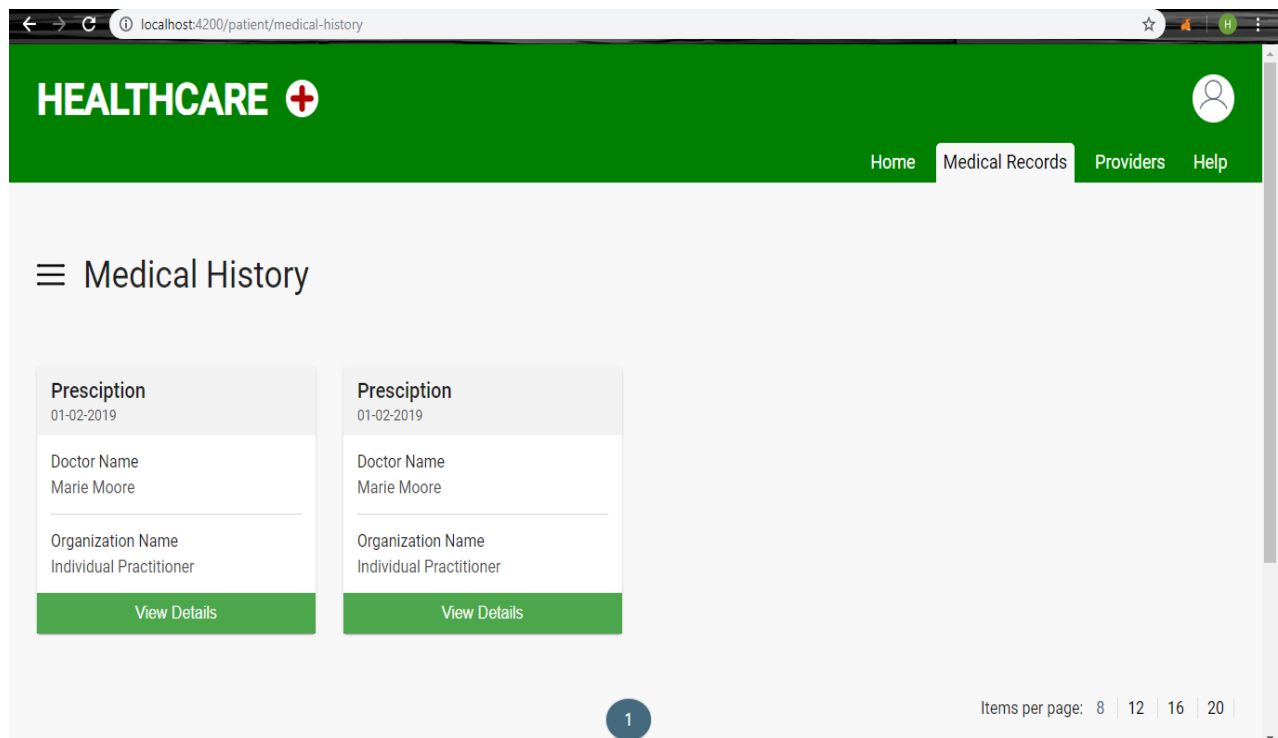 localhost:4200/patient/medical-history
H
HEALTHCARE
Home Medical Records Providers Help
Medical History
Presciption
01-02-2019
Doctor Name
Marie Moore
Organization Name
Individual Practitioner
View Details
Presciption
01-02-2019
Doctor Name
Marie Moore
Organization Name
Individual Practitioner
View Details
1
Items per page: 8 12 16 20